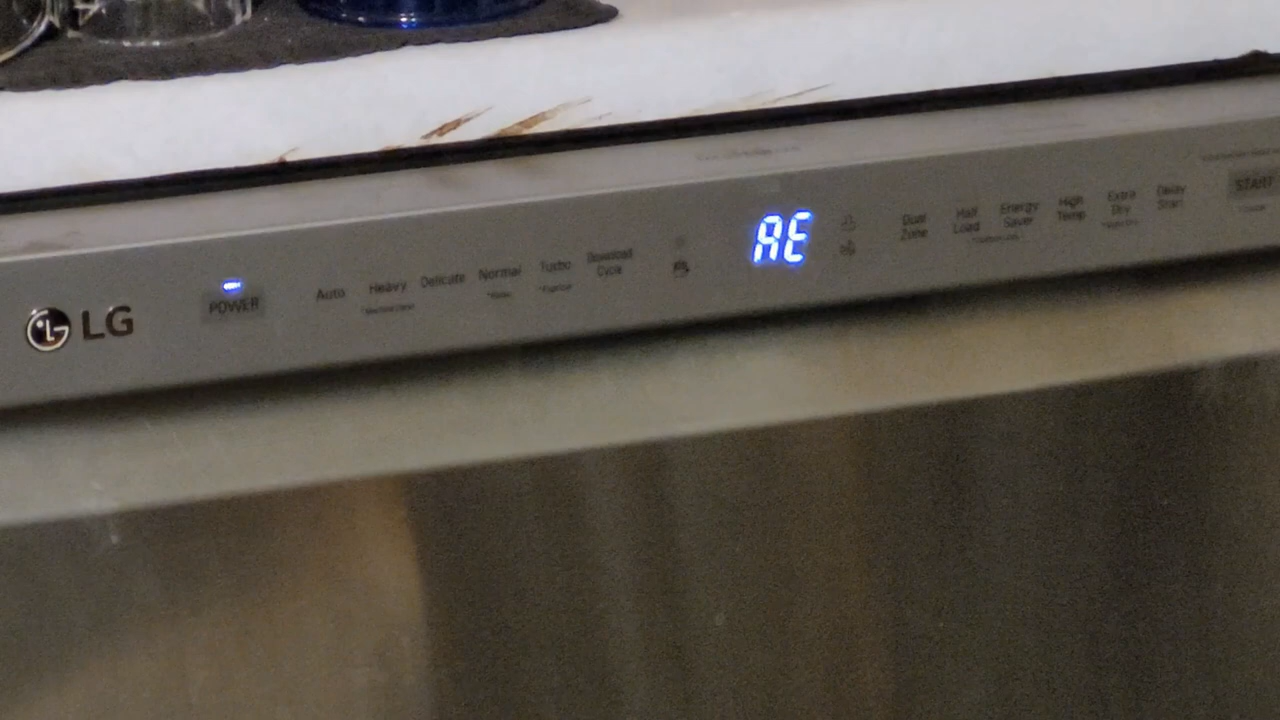 LG LG
POWER
Auto
Heavy
Delicate
Normal
Turbo
Download
Cycle
AE
Dual
Zone
Half
Load
Energy
Saver
High
Temp
Extra
Dry
Delay
Start
START